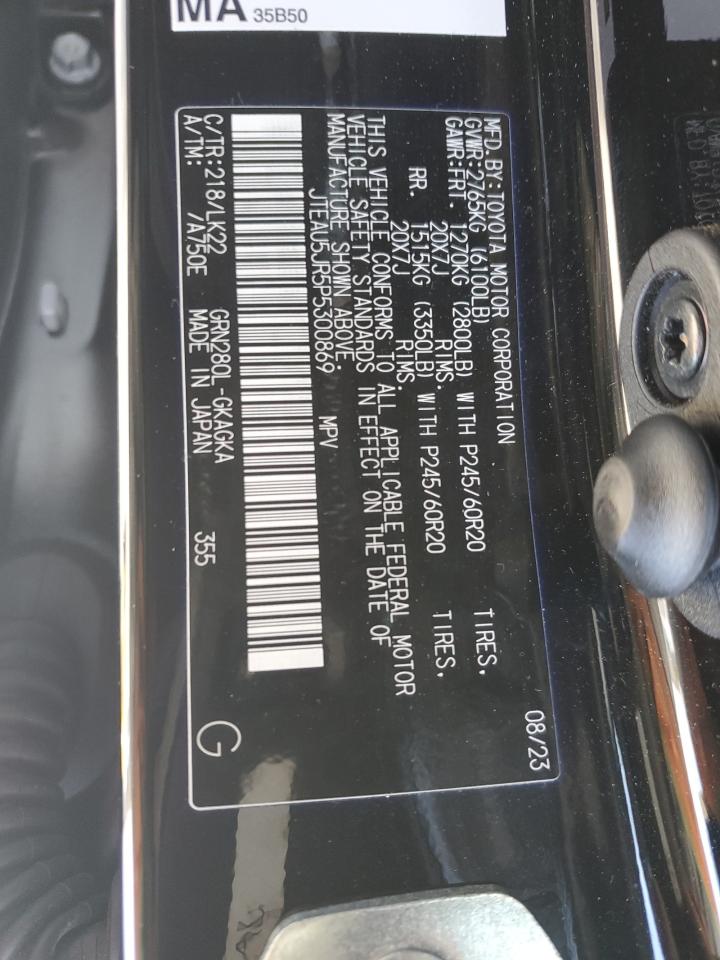 MA 35B50
MFD. BY: TOYOTA MOTOR CORPORATION 08/23
GVWR:2765KG (6100LB)
GAWR:FRT. 1270KG (2800LB) WITH P245/60R20 TIRES,
20X7J RIMS.
RR. 1515KG (3350LB) WITH P245/60R20 TIRES,
20X7J RIMS.
THIS VEHICLE CONFORMS TO ALL APPLICABLE FEDERAL MOTOR
VEHICLE SAFETY STANDARDS IN EFFECT ON THE DATE OF
MANUFACTURE SHOWN ABOVE.
JTEAU5JR6P5300869 MPV
C/TR:218/LK22 GRN280L-GKAGKA 355
A/TM: /A750E MADE IN JAPAN
G